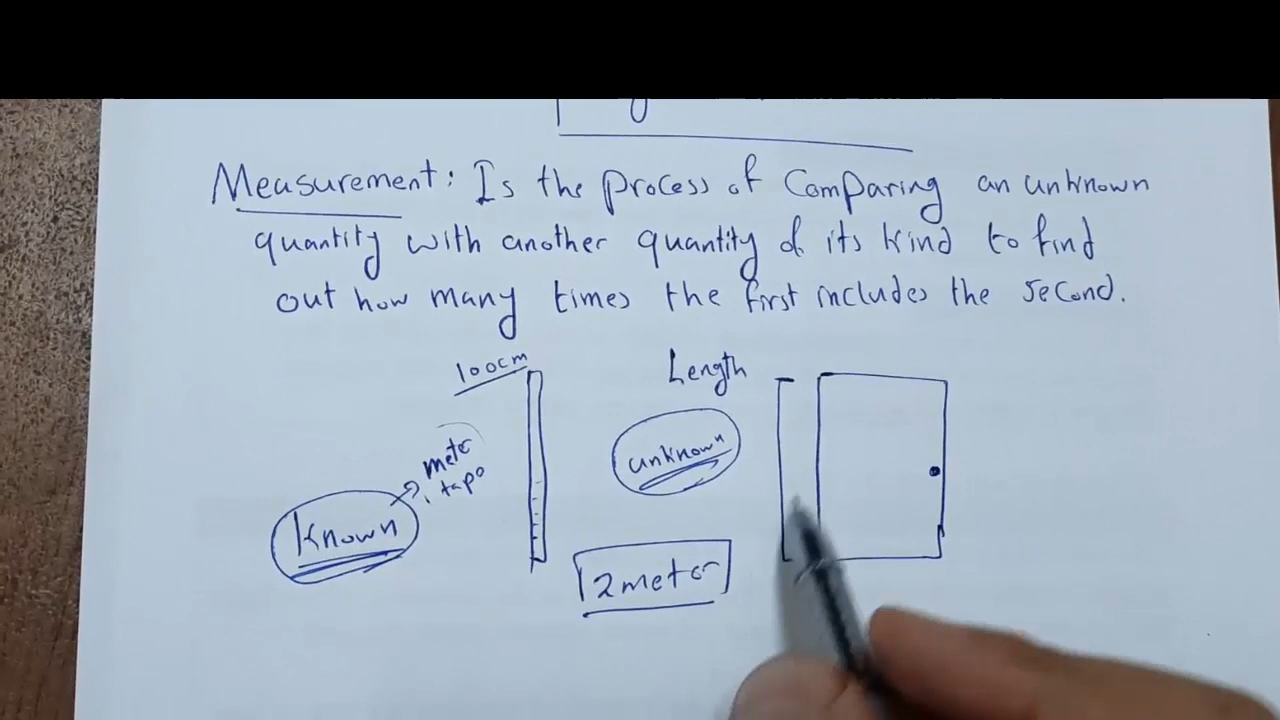 Measurement: Is the process of Comparing an unknown
quantity with another quantity of its kind to find
out how many times the first includes the second.
100cm
Length
unknown
known
tape
2 meter